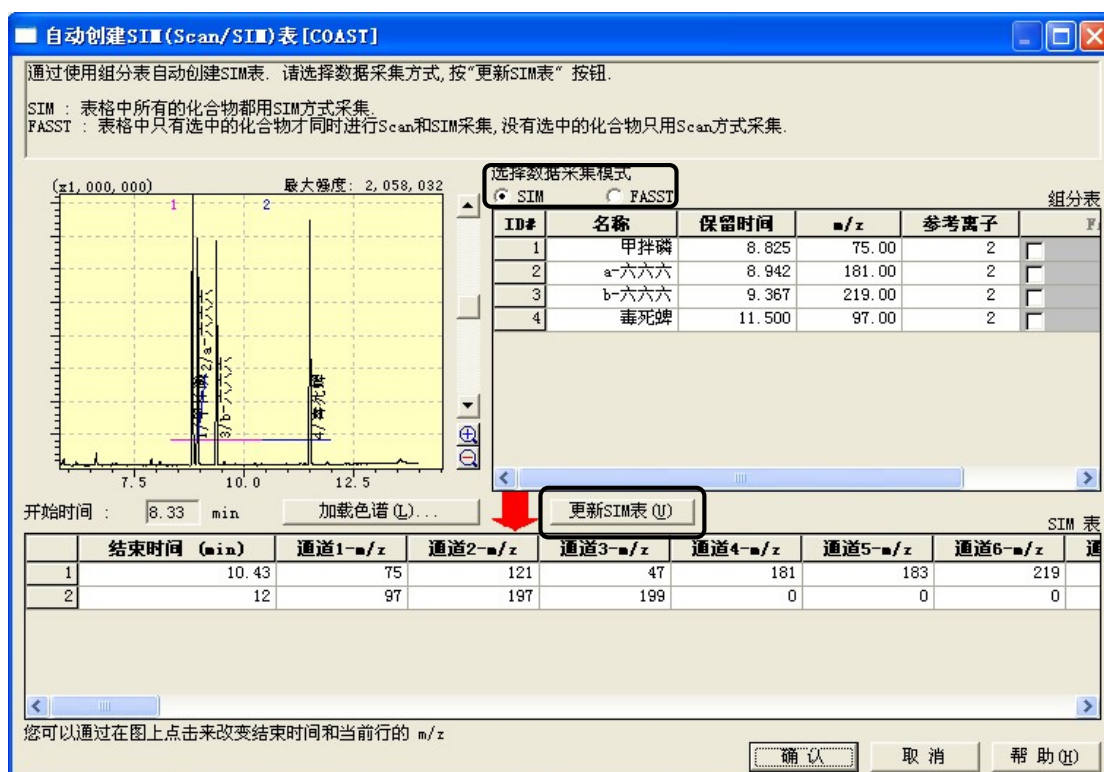 自动创建SIM(Scan/SIM)表[COAST]
通过使用组分表自动创建SIM表. 请选择数据采集方式,按"更新SIM表" 按钮.
SIM : 表格中所有的化合物都用SIM方式采集.
FASST : 表格中只有选中的化合物才同时进行Scan和SIM采集,没有选中的化合物只用Scan方式采集.
选择数据采集模式
SIM FASST
组分表
(x1,000,000) 最大强度: 2,058,032
1 2
2/a-六六六
3/b-六六六
7.5 10.0 12.5
ID# 名称 保留时间 m/z 参考离子
1 甲拌磷 8.825 75.00 2
2 a-六六六 8.942 181.00 2
3 b-六六六 9.367 219.00 2
4 毒死蜱 11.500 97.00 2
开始时间 : 8.33 min 加载色谱(L)... 更新SIM表(U)
SIM 表
结束时间 (min) 通道1-m/z 通道2-m/z 通道3-m/z 通道4-m/z 通道5-m/z 通道6-m/z
1 10.43 75 121 47 181 183 219
2 12 97 197 199 0 0 0
您可以通过在图上点击来改变结束时间和当前行的 m/z
确 认 取 消 帮 助(H)